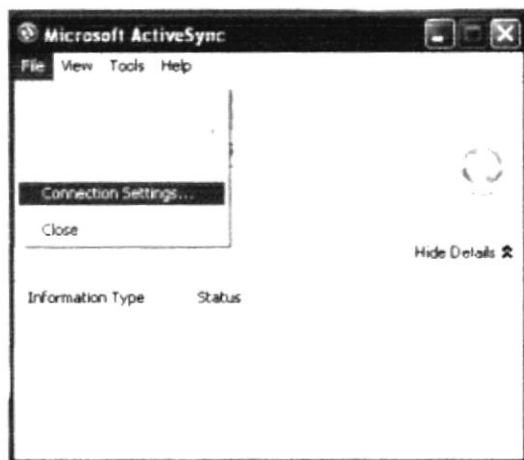 Microsoft ActiveSync
File View Tools Help
Connection Settings...
Close
Hide Details
Information Type Status